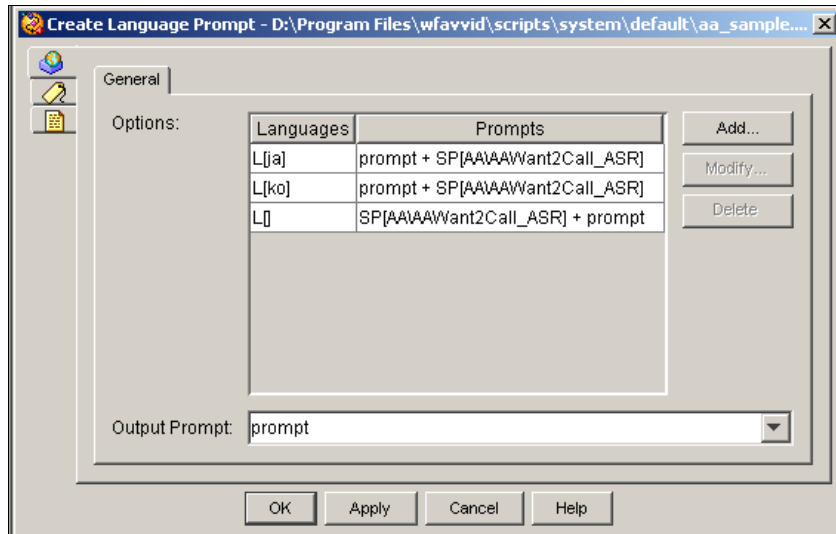 Create Language Prompt - D:\Program Files\wfavvid\scripts\system\default\aa_sample....
General
Options:
Languages Prompts
L[ja] prompt + SP[AA\AAWant2Call_ASR]
L[ko] prompt + SP[AA\AAWant2Call_ASR]
L[] SP[AA\AAWant2Call_ASR] + prompt
Add...
Modify...
Delete
Output Prompt: prompt
OK Apply Cancel Help